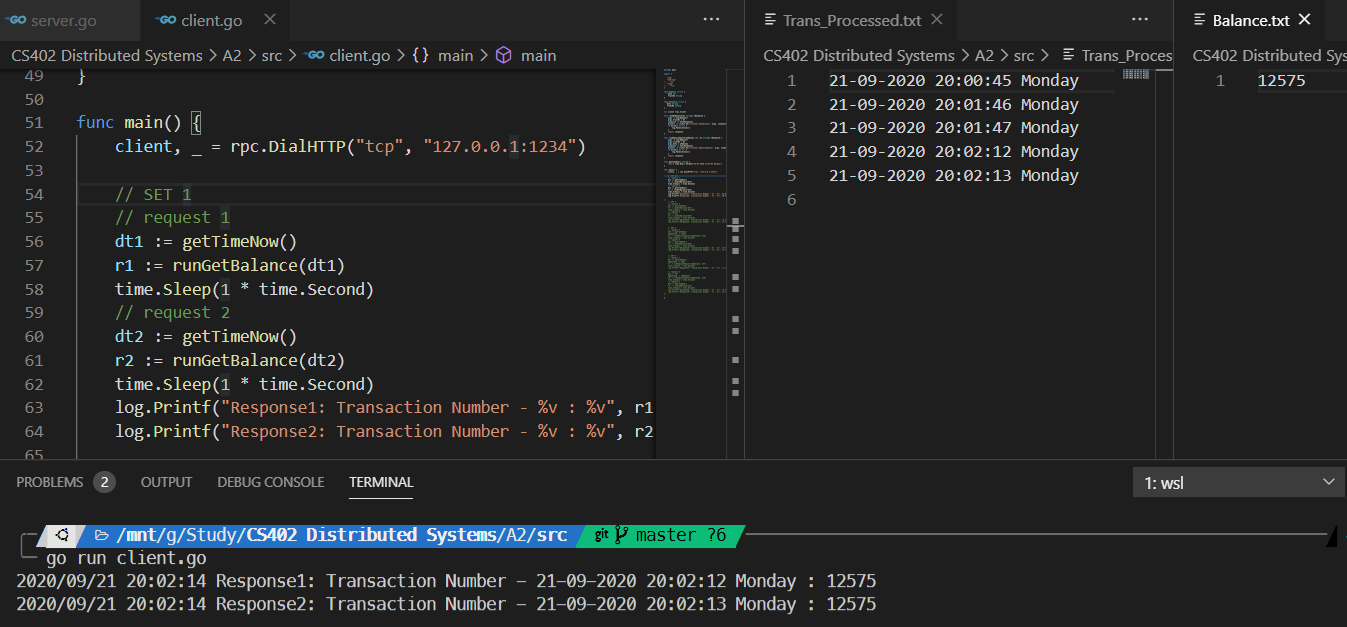 server.go
client.go
Trans_Processed.txt
Balance.txt
CS402 Distributed Systems > A2 > src > client.go > {} main > main
CS402 Distributed Systems > A2 > src > Trans_Process
CS402 Distributed Sys
49 }
50
51 func main() {
52 client, _ = rpc.DialHTTP("tcp", "127.0.0.1:1234")
53
54 // SET 1
55 // request 1
56 dt1 := getTimeNow()
57 r1 := runGetBalance(dt1)
58 time.Sleep(1 * time.Second)
59 // request 2
60 dt2 := getTimeNow()
61 r2 := runGetBalance(dt2)
62 time.Sleep(1 * time.Second)
63 log.Printf("Response1: Transaction Number - %v : %v", r1
64 log.Printf("Response2: Transaction Number - %v : %v", r2
65
1 21-09-2020 20:00:45 Monday
2 21-09-2020 20:01:46 Monday
3 21-09-2020 20:01:47 Monday
4 21-09-2020 20:02:12 Monday
5 21-09-2020 20:02:13 Monday
6
1 12575
PROBLEMS 2 OUTPUT DEBUG CONSOLE TERMINAL
1: wsl
/mnt/g/Study/CS402 Distributed Systems/A2/src git master ?6
go run client.go
2020/09/21 20:02:14 Response1: Transaction Number - 21-09-2020 20:02:12 Monday : 12575
2020/09/21 20:02:14 Response2: Transaction Number - 21-09-2020 20:02:13 Monday : 12575